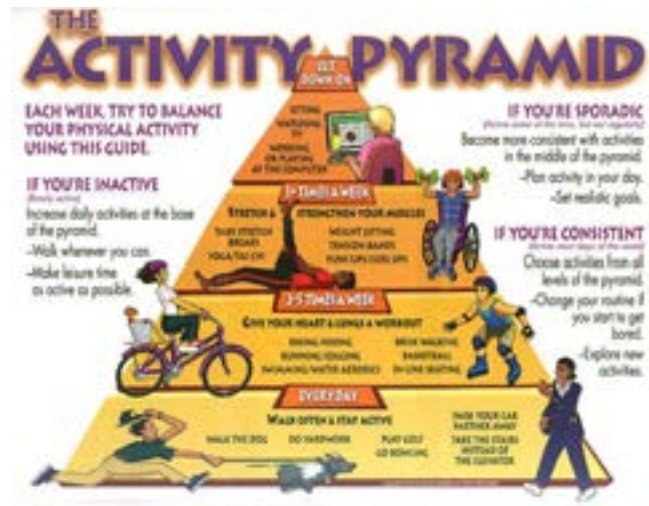 THE
ACTIVITY PYRAMID
EACH WEEK, TRY TO BALANCE
YOUR PHYSICAL ACTIVITY
USING THIS GUIDE.
IF YOU'RE INACTIVE
Increase daily activities at the base
of the pyramid.
-Walk whenever you can.
-Make leisure time
as active as possible.
CUT
DOWN ON
SITTING
WATCHING
TV
WORKING
OR PLAYING
AT THE COMPUTER
TIMES A WEEK
STRETCH & STRENGTHEN YOUR MUSCLES
TAKE STRETCH
BREAKS
YOGA/TAI CHI
WEIGHT LIFTING
TENSION BANDS
PUSH UPS/CURL UPS
3-5 TIMES A WEEK
GIVE YOUR HEART & LUNGS A WORKOUT
BIKING/HIKING
RUNNING/JOGGING
SWIMMING/WATER AEROBICS
BRISK WALKING
BASKETBALL
IN-LINE SKATING
EVERYDAY
WALK OFTEN & STAY ACTIVE
WALK THE DOG
DO YARDWORK
PLAY GOLF
GO BOWLING
PARK YOUR CAR
FARTHER AWAY
TAKE THE STAIRS
INSTEAD OF
THE ELEVATOR
IF YOU'RE SPORADIC
Become more consistent with activities
in the middle of the pyramid.
-Plan activity in your day.
-Set realistic goals.
IF YOU'RE CONSISTENT
Choose activities from all
levels of the pyramid.
-Change your routine if
you start to get
bored.
-Explore new
activities.